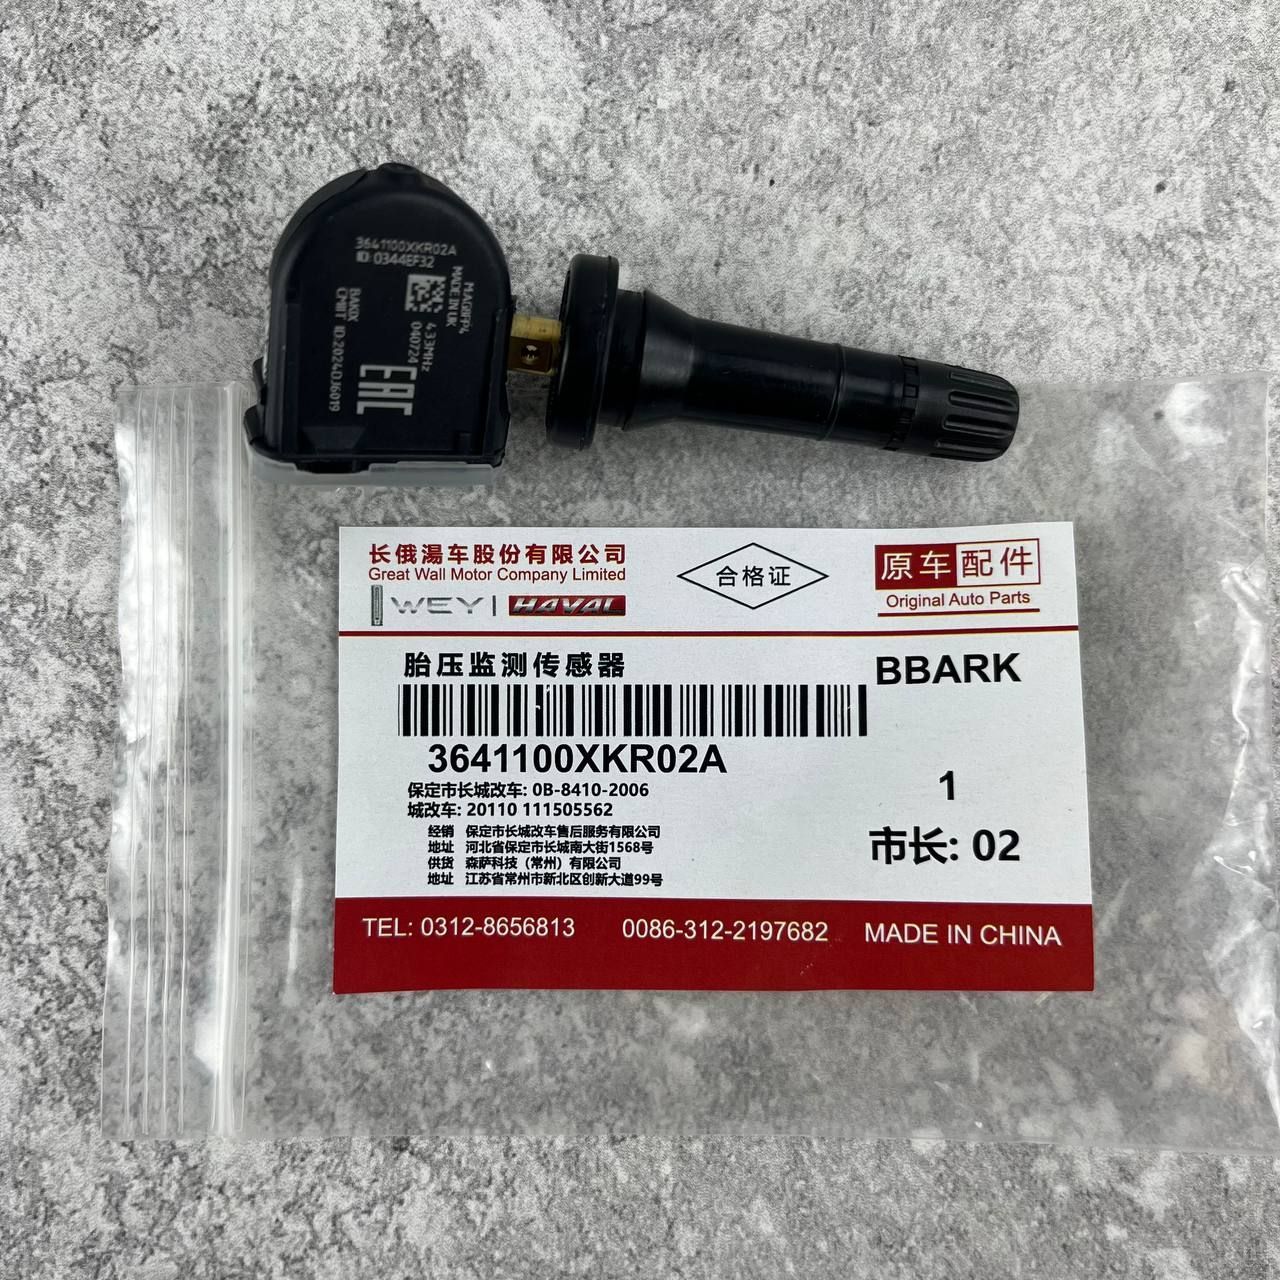 3641100XKR02A
ID:0344EF32
MAG8FP4
MADE IN UK
433MHz
040724
BANIX
CMIIT ID:2024DJ6019
EAC
长俄湯车股份有限公司
Great Wall Motor Company Limited
WEY | HAVAL
合格证
原车配件
Original Auto Parts
胎压监测传感器
BBARK
3641100XKR02A
保定市长城改车: 0B-8410-2006
城改车: 20110 111505562
1
经销 保定市长城改车售后服务有限公司
地址 河北省保定市长城南大街1568号
供货 森萨科技（常州）有限公司
地址 江苏省常州市新北区创新大道99号
市长: 02
TEL: 0312-8656813 0086-312-2197682 MADE IN CHINA